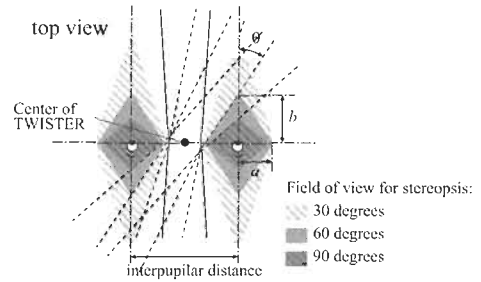 top view
θ
Center of
TWISTER
b
a
Field of view for stereopsis:
30 degrees
60 degrees
90 degrees
interpupilar distance